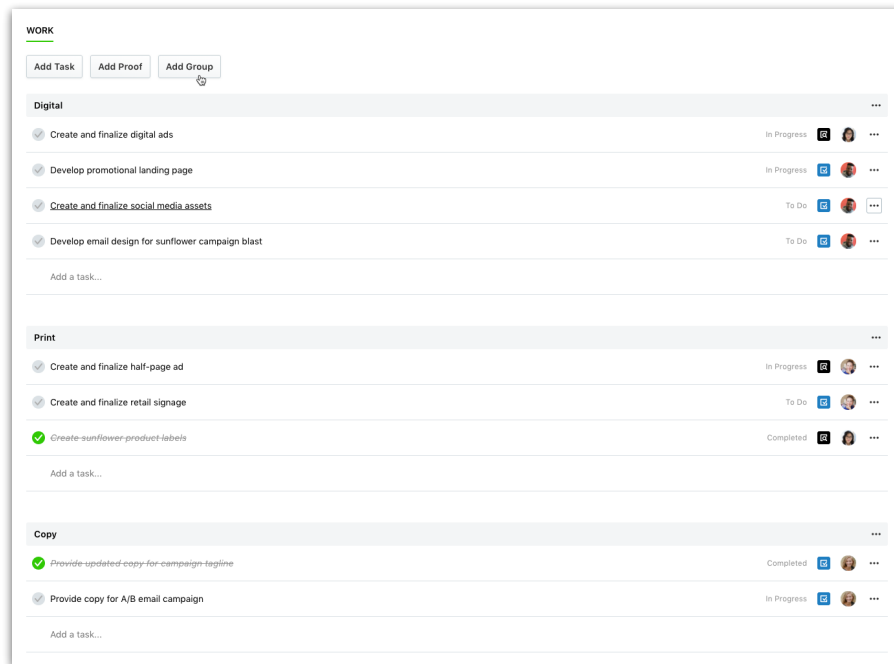 WORK
Add Task Add Proof Add Group
Digital
Create and finalize digital ads In Progress
Develop promotional landing page In Progress
Create and finalize social media assets To Do
Develop email design for sunflower campaign blast To Do
Add a task...
Print
Create and finalize half-page ad In Progress
Create and finalize retail signage To Do
Create sunflower product labels Completed
Add a task...
Copy
Provide updated copy for campaign tagline Completed
Provide copy for A/B email campaign In Progress
Add a task...